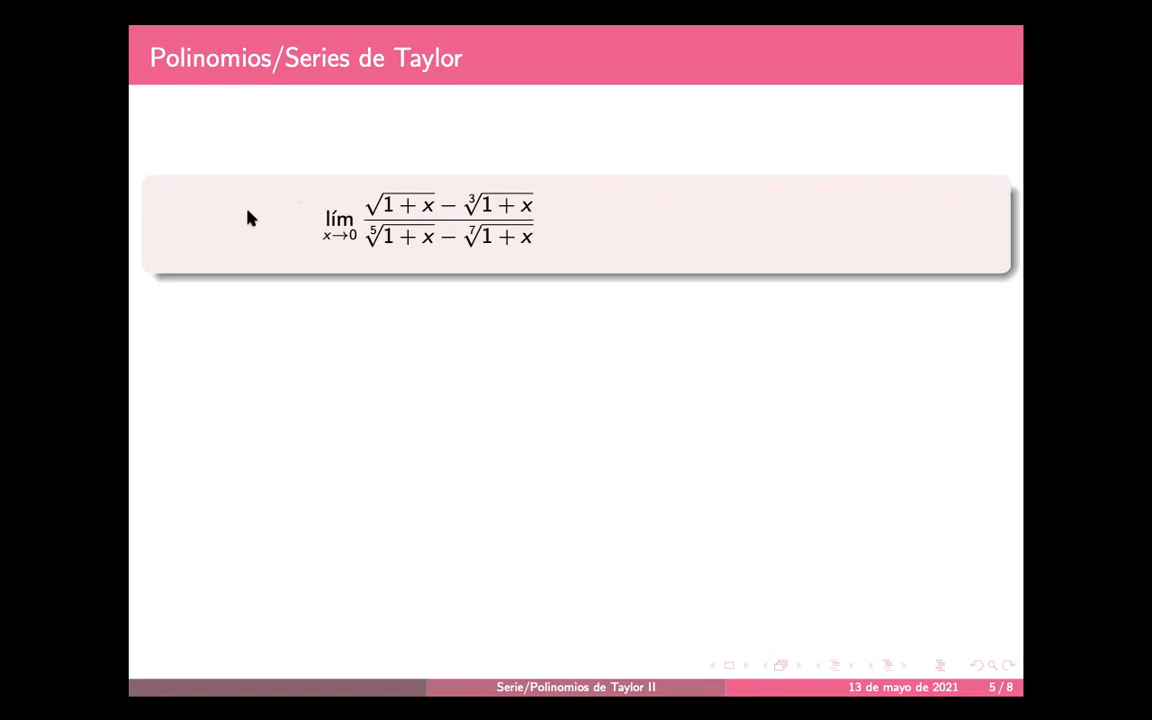 Polinomios/Series de Taylor
lím x→0 √1 + x − ∛1 + x / ⁵√1 + x − ⁷√1 + x
Serie/Polinomios de Taylor II 13 de mayo de 2021 5 / 8